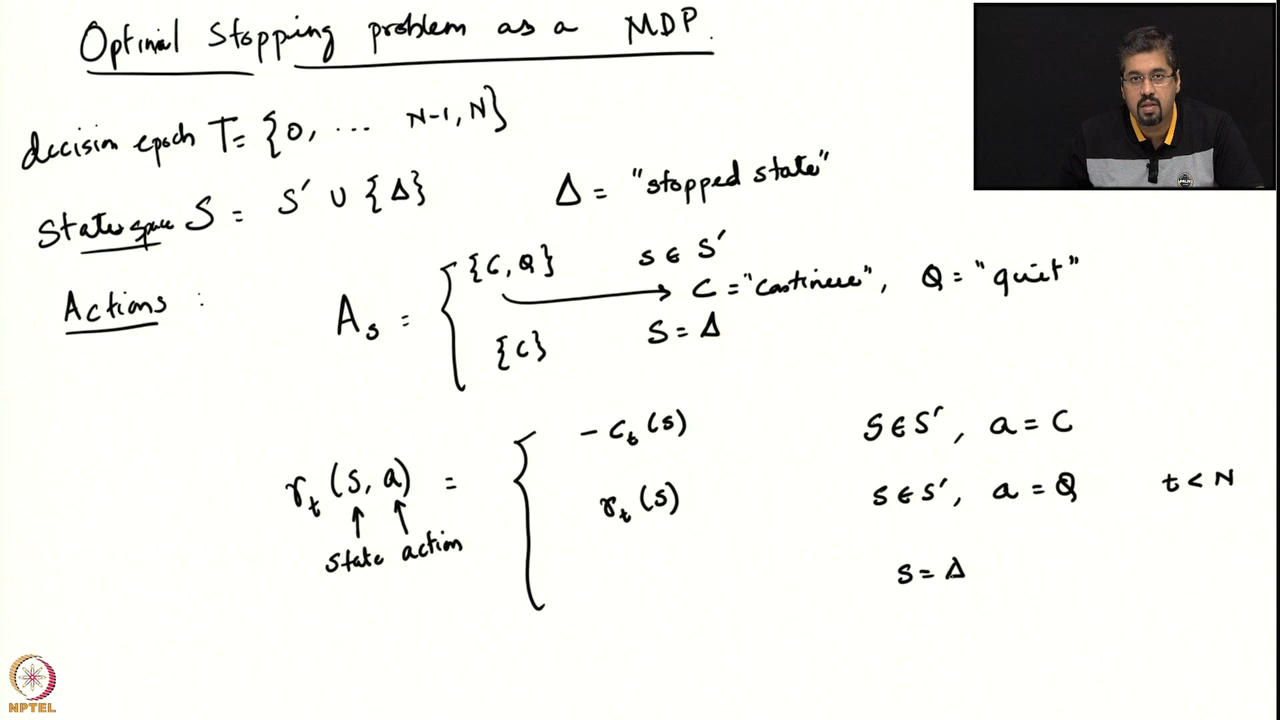 Optimal Stopping problem as a MDP.
decision epoch T = {0, ... N-1, N}
State space S = S′ ∪ {Δ} Δ = "stopped state"
Actions : A_s = { {C, Q} s ∈ S′
C = "continue", Q = "quit"
{C} S = Δ
r_t (s, a) = { - c_t (s) S ∈ S′, a = C
r_t (s) s ∈ S′, a = Q t < N
state action
s = Δ
NPTEL